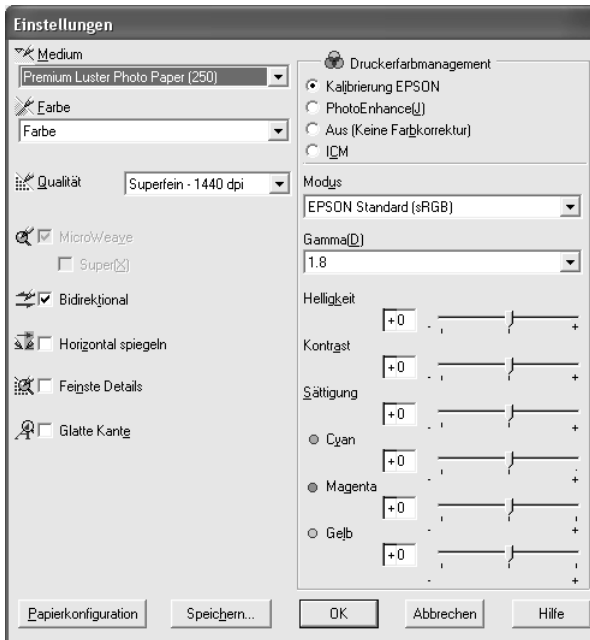 Einstellungen
Medium
Premium Luster Photo Paper (250)
Farbe
Farbe
Qualität
Superfein - 1440 dpi
MicroWeave
Super(X)
Bidirektional
Horizontal spiegeln
Feinste Details
Glatte Kante
Druckerfarbmanagement
Kalibrierung EPSON
PhotoEnhance(J)
Aus (Keine Farbkorrektur)
ICM
Modus
EPSON Standard (sRGB)
Gamma(D)
1.8
Helligkeit
+0
- +
Kontrast
+0
- +
Sättigung
+0
- +
Cyan
+0
- +
Magenta
+0
- +
Gelb
+0
- +
Papierkonfiguration
Speichern...
OK
Abbrechen
Hilfe